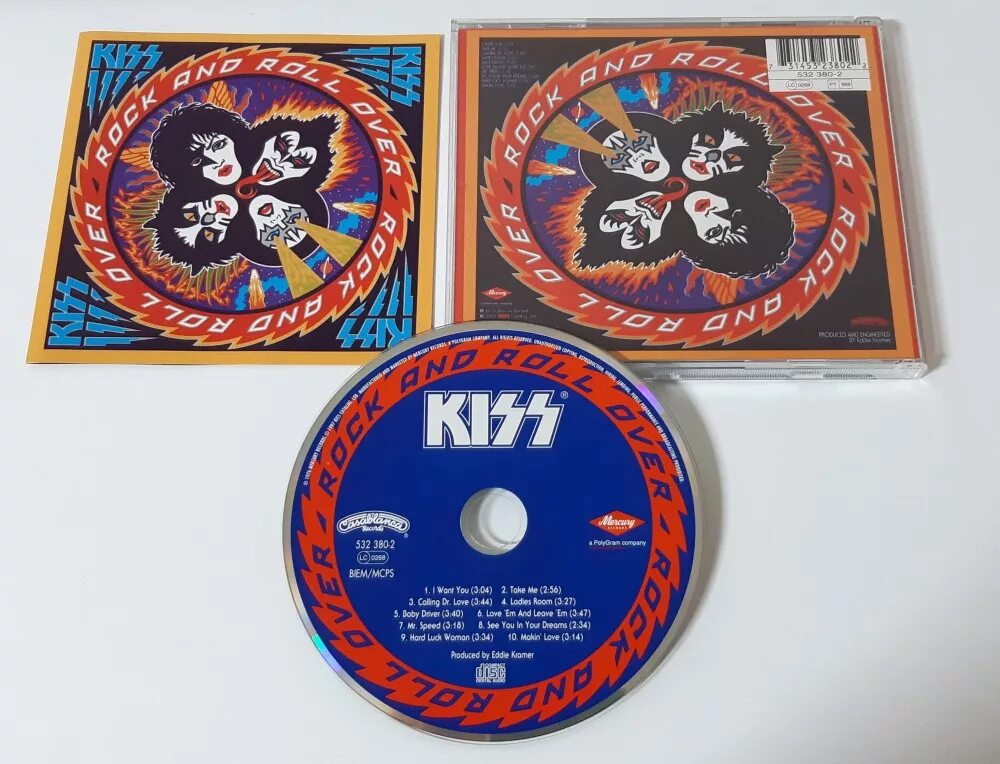 KISS
KISS
KISS
KISS
ROCK AND ROLL OVER · ROCK AND ROLL OVER ·
7 31453 23802 2
532 380-2
LC 0268
PY 899
ROCK AND ROLL OVER · ROCK AND ROLL OVER ·
Mercury
PRODUCED AND ENGINEERED
BY Eddie Kramer
ROCK AND ROLL OVER · ROCK AND ROLL OVER ·
KISS®
Casablanca
Records
®
532 380-2
LC 0268
BIEM/MCPS
Mercury
RECORDS
a PolyGram company
1. I Want You (3:04) 2. Take Me (2:56)
3. Calling Dr. Love (3:44) 4. Ladies Room (3:27)
5. Baby Driver (3:40) 6. Love 'Em And Leave 'Em (3:47)
7. Mr. Speed (3:18) 8. See You In Your Dreams (2:34)
9. Hard Luck Woman (3:34) 10. Makin' Love (3:14)
Produced by Eddie Kramer
COMPACT
disc
DIGITAL AUDIO